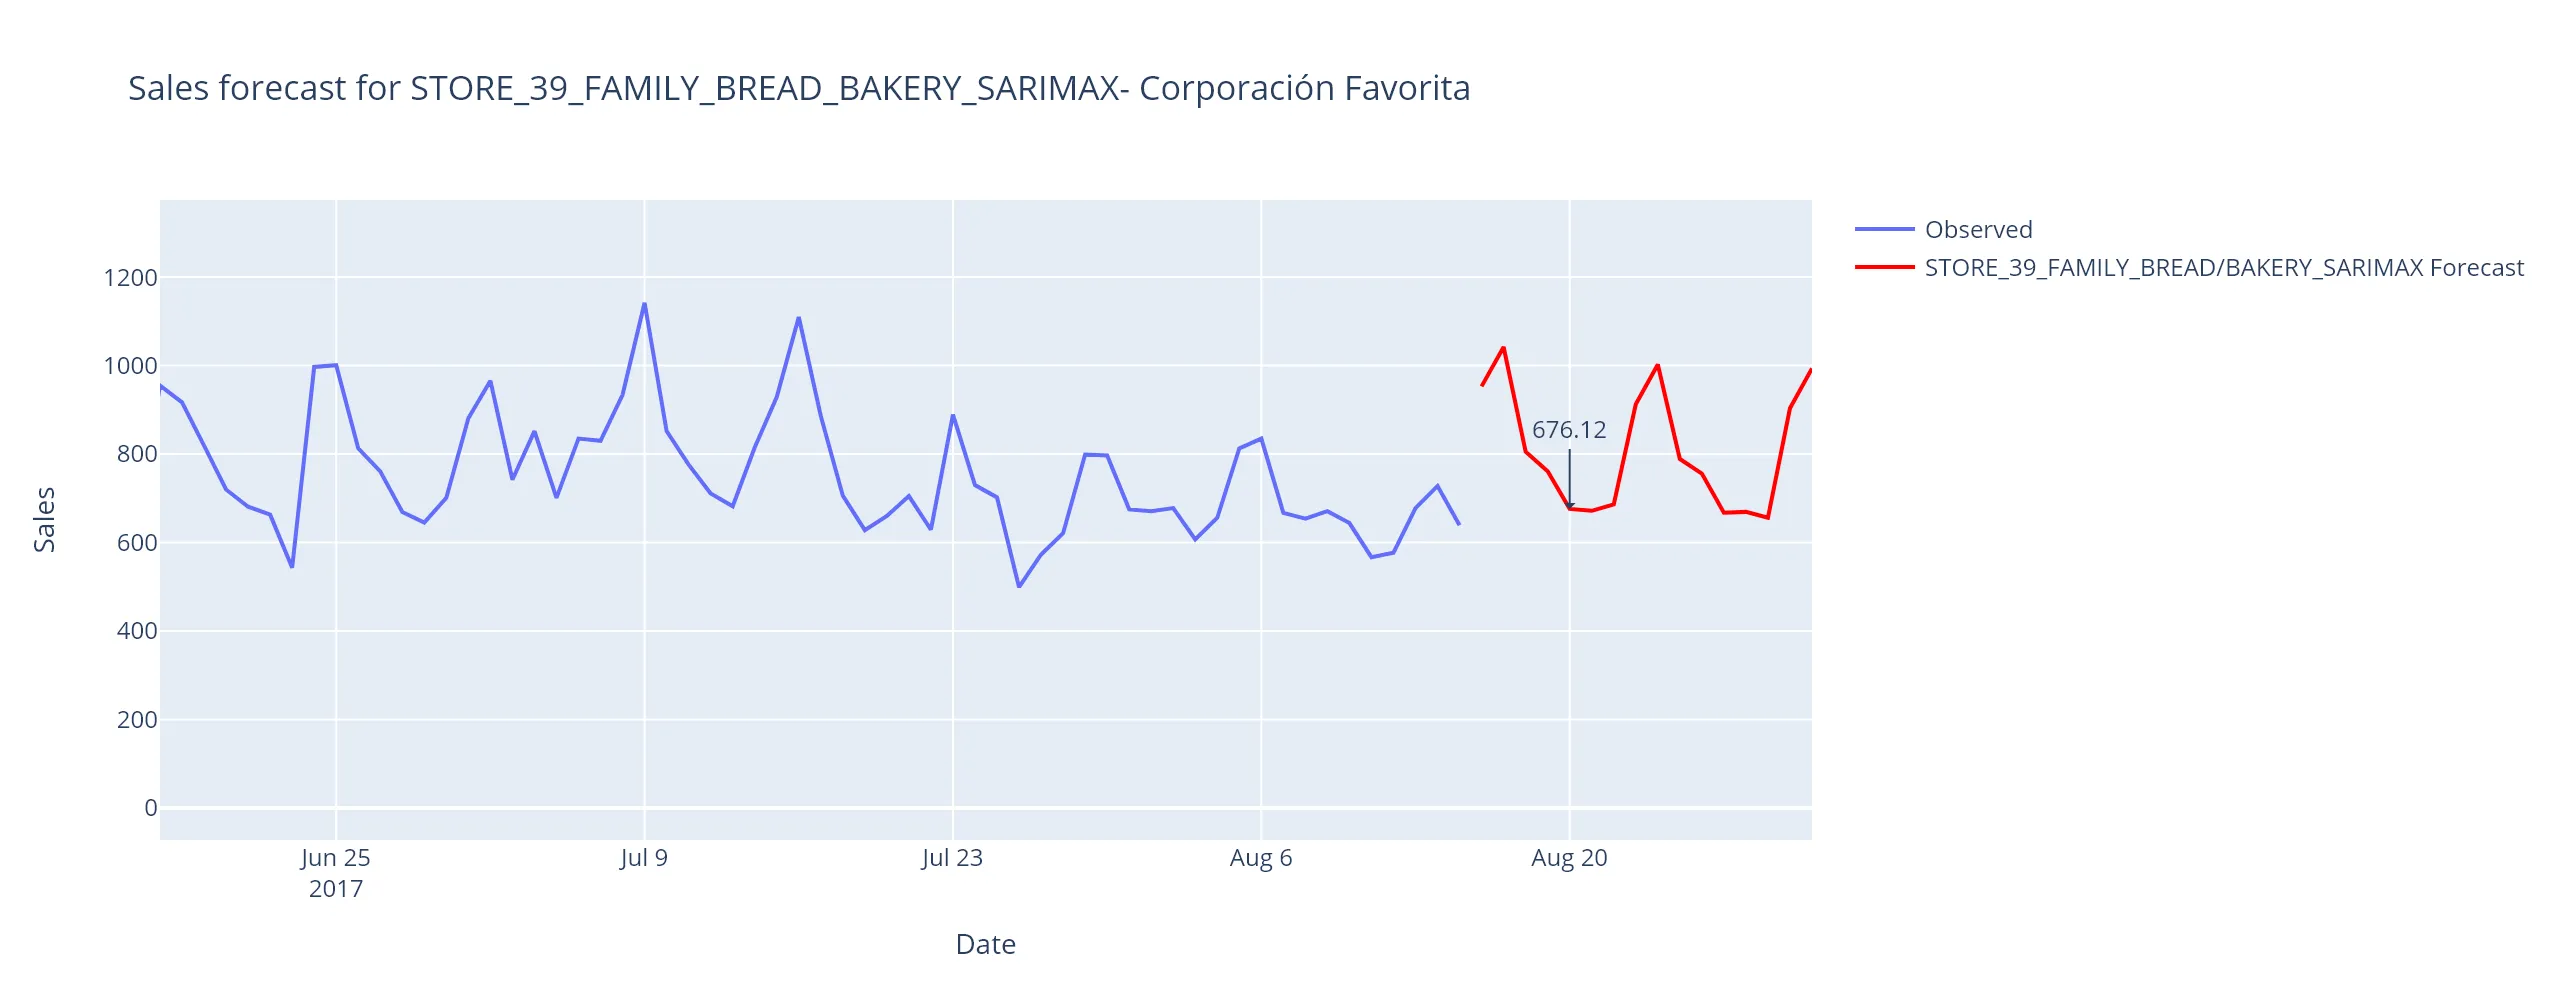 Sales forecast for STORE_39_FAMILY_BREAD_BAKERY_SARIMAX- Corporación Favorita
Observed
STORE_39_FAMILY_BREAD/BAKERY_SARIMAX Forecast
1200
1000
800
600
400
200
0
Sales
676.12
Jun 25
2017
Jul 9
Jul 23
Aug 6
Aug 20
Date